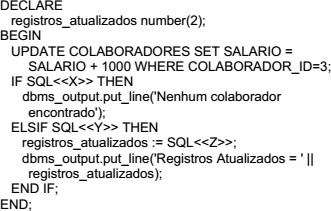 DECLARE
registros_atualizados number(2);
BEGIN
UPDATE COLABORADORES SET SALARIO =
SALARIO + 1000 WHERE COLABORADOR_ID=3;
IF SQL<<X>> THEN
dbms_output.put_line('Nenhum colaborador
encontrado');
ELSIF SQL<<Y>> THEN
registros_atualizados := SQL<<Z>>;
dbms_output.put_line('Registros Atualizados = ' ||
registros_atualizados);
END IF;
END;